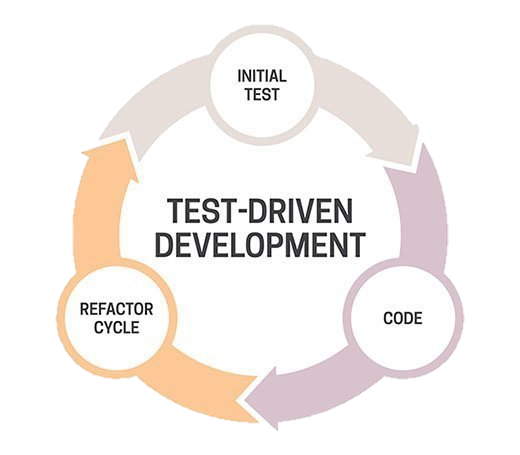 INITIAL
TEST
TEST-DRIVEN
DEVELOPMENT
REFACTOR
CYCLE
CODE